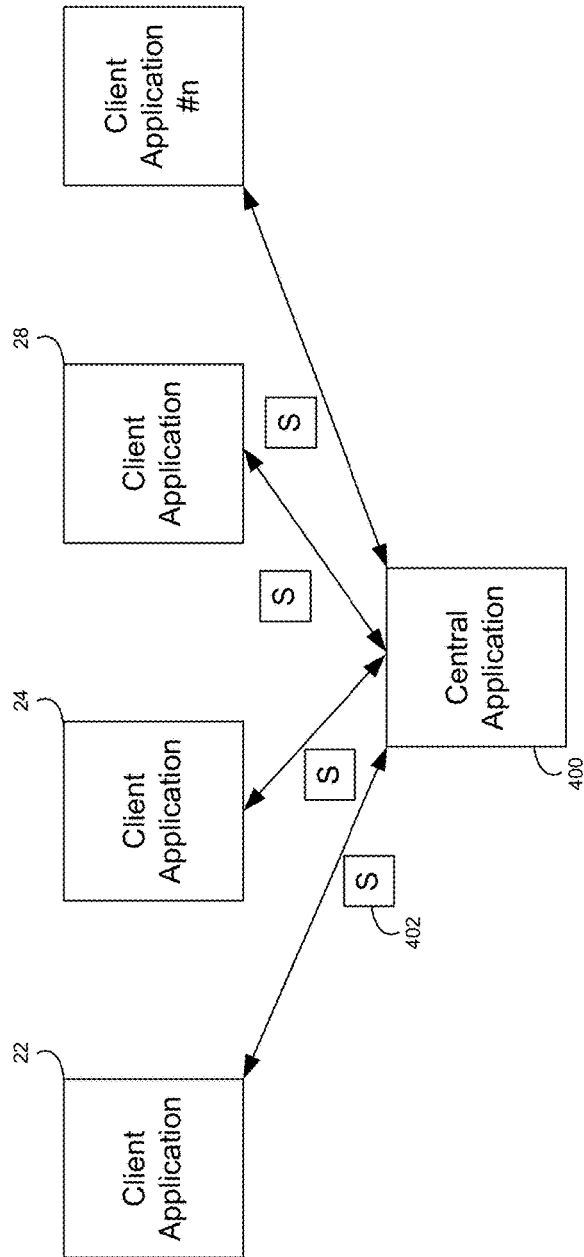 22
Client
Application
24
Client
Application
28
Client
Application
Client
Application
#n
S
402
S
S
S
Central
Application
400